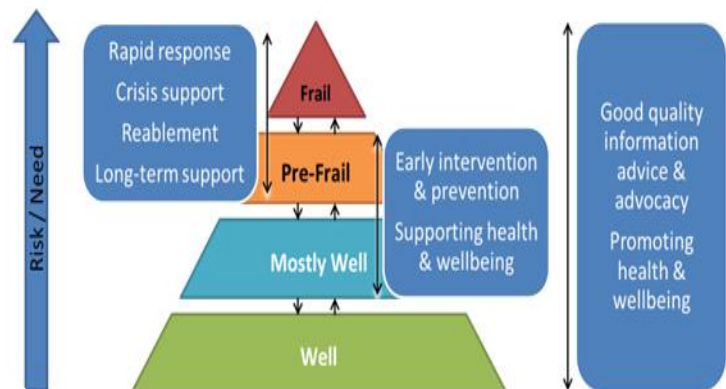 Risk / Need
Rapid response
Crisis support
Reablement
Long-term support
Frail
Pre-Frail
Mostly Well
Well
Early intervention
& prevention
Supporting health
& wellbeing
Good quality
information
advice &
advocacy
Promoting
health &
wellbeing